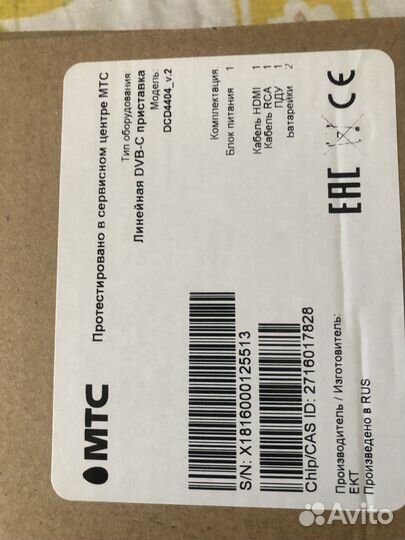 МТС
Протестировано в сервисном центре МТС
Тип оборудования
Линейная DVB-C приставка
Модель:
DCD4404_v.2
Комплектация:
Блок питания 1
Кабель HDMI 1
Кабель RCA 1
ПДУ 1
Батарейки 2
S/N: X1816000125513
Chip/CAS ID: 2716017828
Производитель / Изготовитель:
EKT
Произведено в RUS
EAC CE
Avito